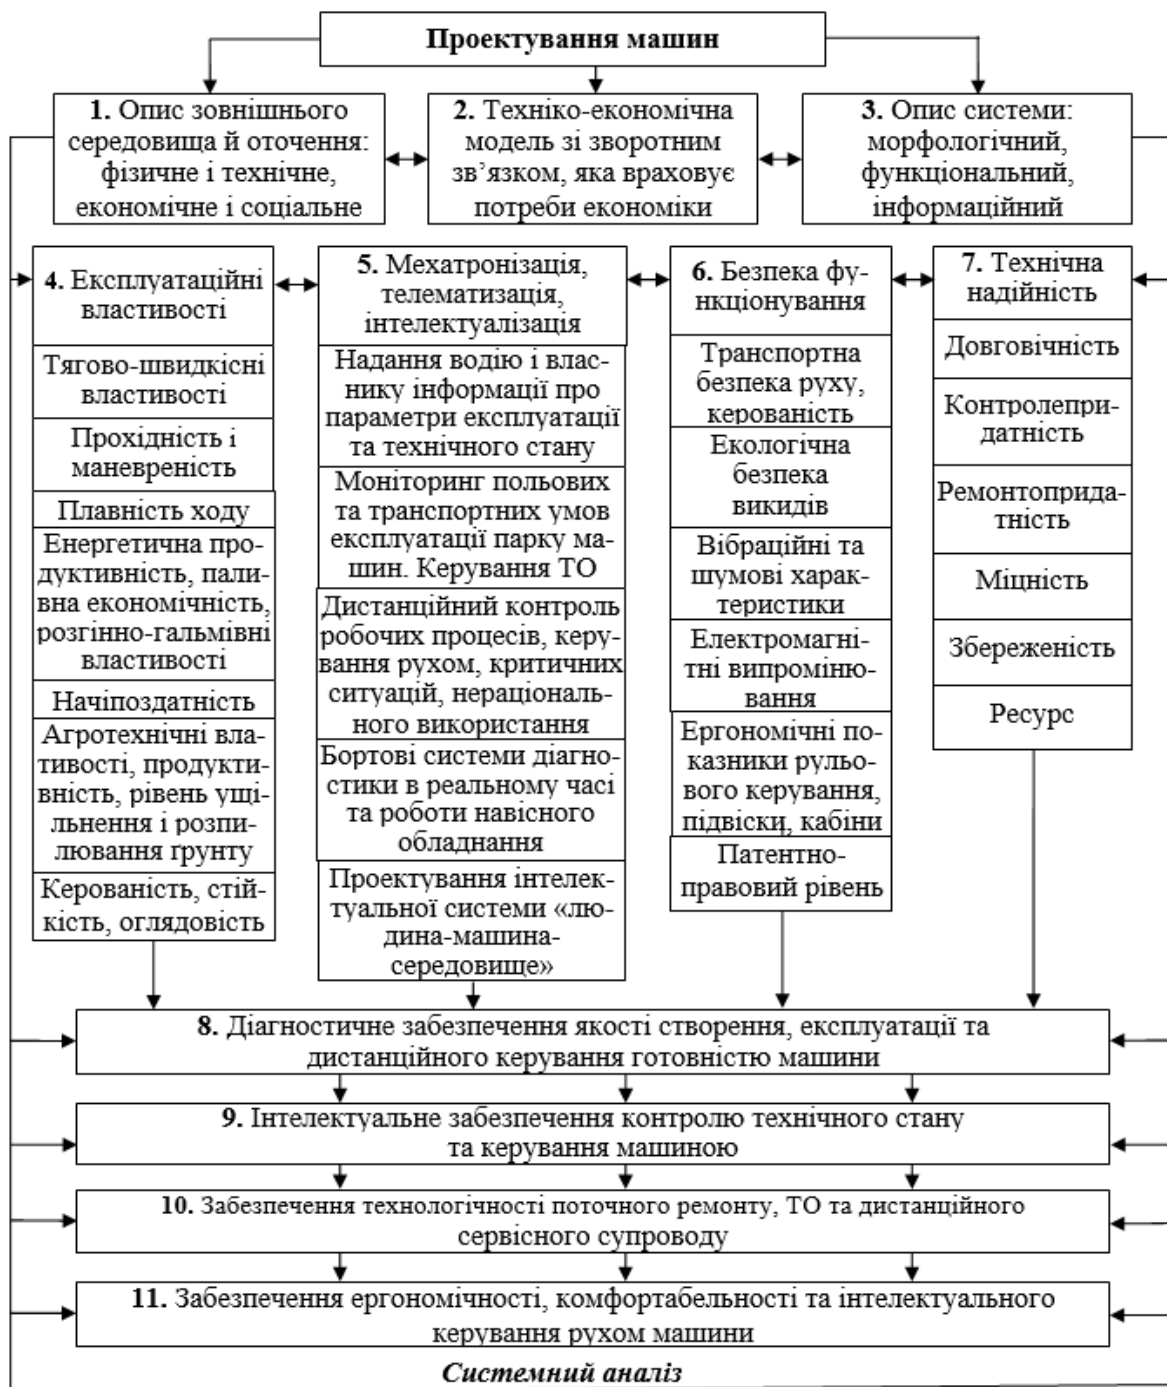 Проектування машин
1. Опис зовнішнього
середовища й оточення:
фізичне і технічне,
економічне і соціальне
2. Техніко-економічна
модель зі зворотним
зв’язком, яка враховує
потреби економіки
3. Опис системи:
морфологічний,
функціональний,
інформаційний
4. Експлуатаційні
властивості
Тягово-швидкісні
властивості
Прохідність і
маневреність
Плавність ходу
Енергетична про-
дуктивність, пали-
вна економічність,
розгінно-гальмівні
властивості
Начіпоздатність
Агротехнічні вла-
тивості, продукти-
вність, рівень ущі-
льнення і розпи-
лювання ґрунту
Керованість, стій-
кість, оглядовість
5. Мехатронізація,
телематизація,
інтелектуалізація
Надання водію і влас-
нику інформації про
параметри експлуатації
та технічного стану
Моніторинг польових
та транспортних умов
експлуатації парку ма-
шин. Керування ТО
Дистанційний контроль
робочих процесів, керу-
вання рухом, критичних
ситуацій, нераціональ-
ного використання
Бортові системи діагно-
стики в реальному часі
та роботи навісного
обладнання
Проектування інтелек-
туальної системи «лю-
дина-машина-
середовище»
6. Безпека фу-
нкціонування
Транспортна
безпека руху,
керованість
Екологічна
безпека
викидів
Вібраційні та
шумові харак-
теристики
Електромагні-
тні випроміню-
вання
Ергономічні по-
казники рульо-
вого керування,
підвіски, кабіни
Патентно-
правовий рівень
7. Технічна
надійність
Довговічність
Контролепри-
датність
Ремонтоприда-
тність
Міцність
Збереженість
Ресурс
8. Діагностичне забезпечення якості створення, експлуатації та
дистанційного керування готовністю машини
9. Інтелектуальне забезпечення контролю технічного стану
та керування машиною
10. Забезпечення технологічності поточного ремонту, ТО та дистанційного
сервісного супроводу
11. Забезпечення ергономічності, комфортабельності та інтелектуального
керування рухом машини
Системний аналіз